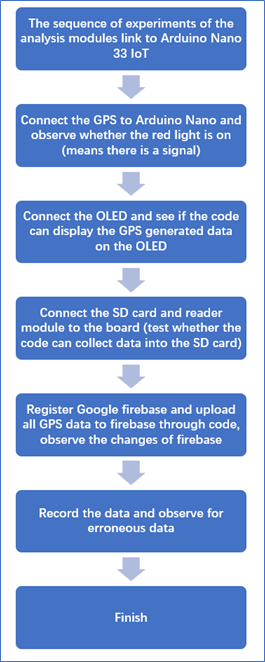 The sequence of experiments of the
analysis modules link to Arduino Nano
33 IoT
Connect the GPS to Arduino Nano and
observe whether the red light is on
(means there is a signal)
Connect the OLED and see if the code
can display the GPS generated data
on the OLED
Connect the SD card and reader
module to the board (test whether the
code can collect data into the SD card)
Register Google firebase and upload
all GPS data to firebase through code,
observe the changes of firebase
Record the data and observe for
erroneous data
Finish